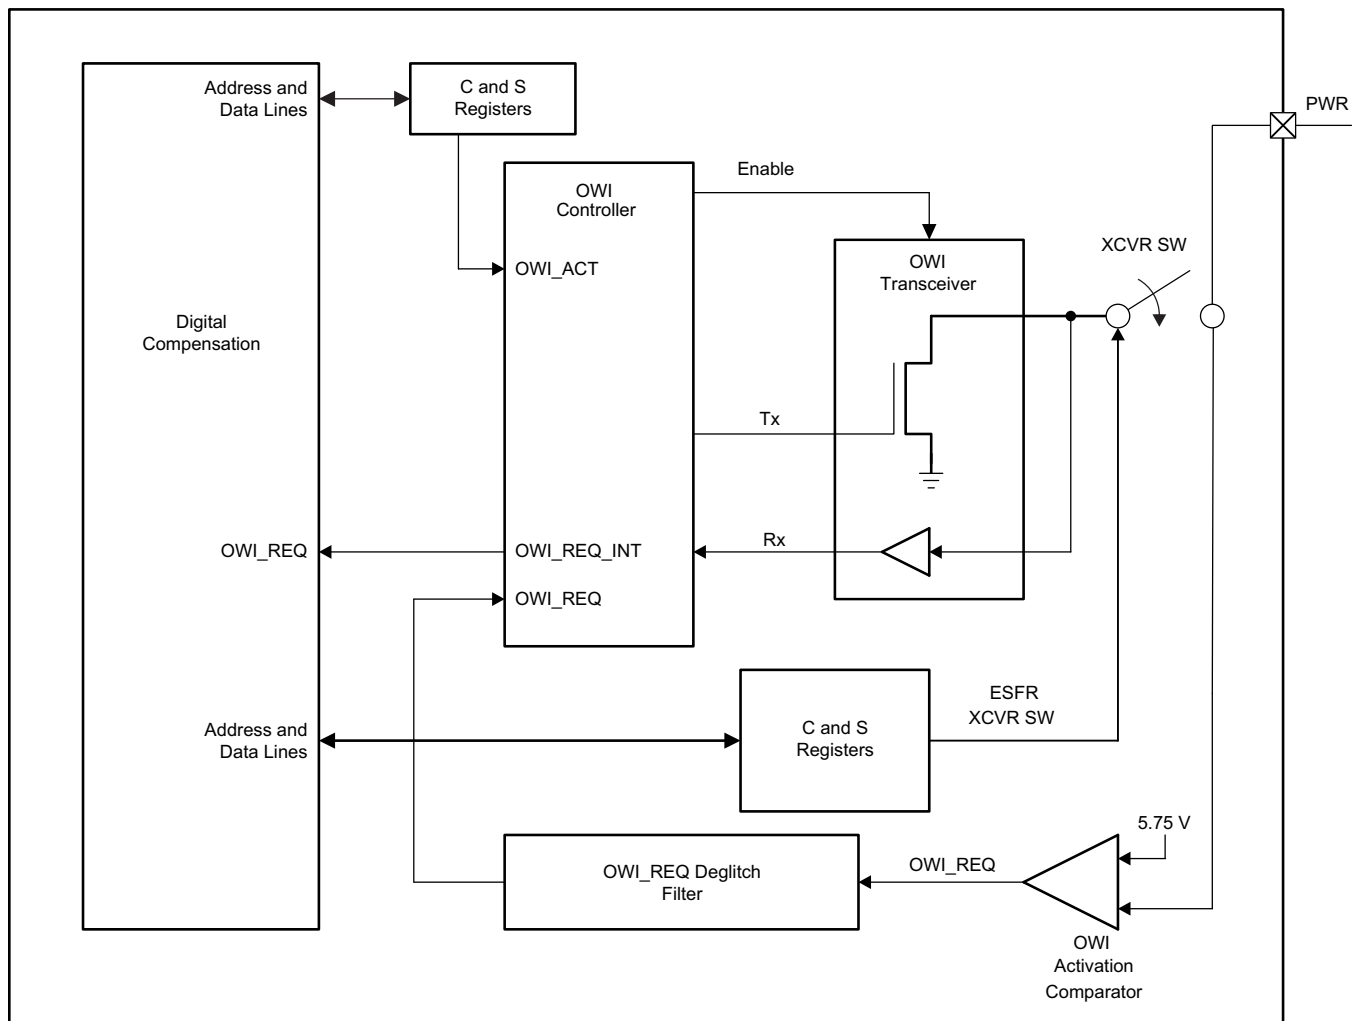 Address and
Data Lines
C and S
Registers
PWR
Enable
OWI
Controller
XCVR SW
OWI
Transceiver
OWI_ACT
Digital
Compensation
Tx
OWI_REQ
OWI_REQ_INT
Rx
OWI_REQ
ESFR
XCVR SW
Address and
Data Lines
C and S
Registers
5.75 V
OWI_REQ Deglitch
Filter
OWI_REQ
OWI
Activation
Comparator